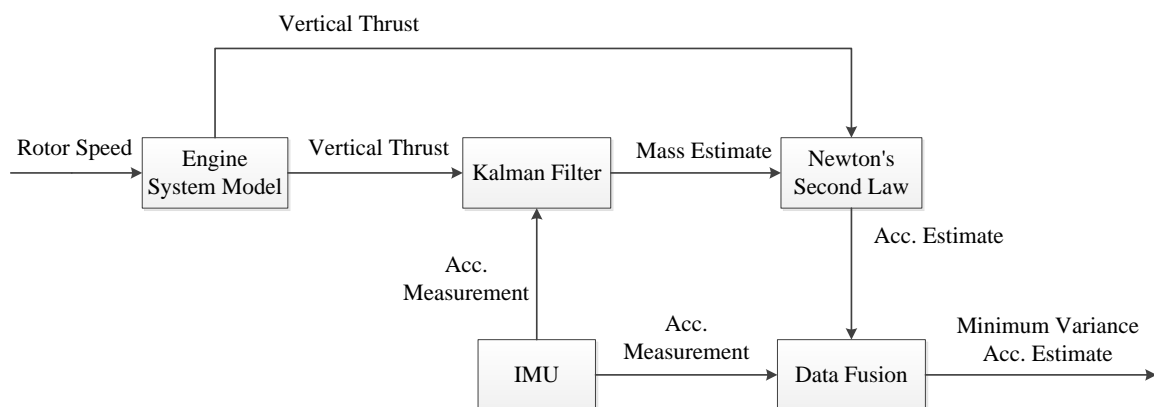 Vertical Thrust
Rotor Speed
Engine
System Model
Vertical Thrust
Kalman Filter
Mass Estimate
Newton's
Second Law
Acc. Estimate
Acc.
Measurement
IMU
Acc.
Measurement
Data Fusion
Minimum Variance
Acc. Estimate